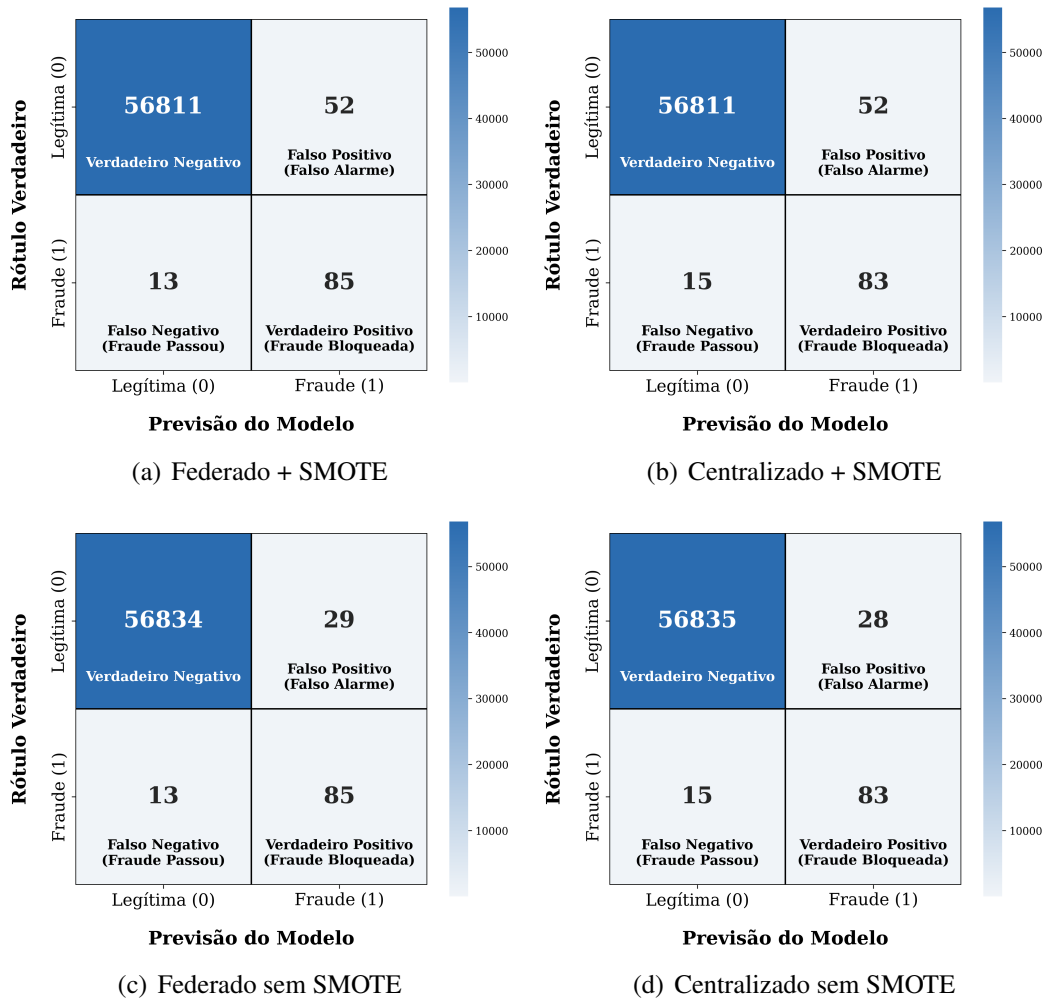 Rótulo Verdadeiro
Legítima (0)
Fraude (1)
56811
Verdadeiro Negativo
52
Falso Positivo
(Falso Alarme)
13
Falso Negativo
(Fraude Passou)
85
Verdadeiro Positivo
(Fraude Bloqueada)
Legítima (0)
Fraude (1)
Previsão do Modelo
50000
40000
30000
20000
10000
(a) Federado + SMOTE
Rótulo Verdadeiro
Legítima (0)
Fraude (1)
56811
Verdadeiro Negativo
52
Falso Positivo
(Falso Alarme)
15
Falso Negativo
(Fraude Passou)
83
Verdadeiro Positivo
(Fraude Bloqueada)
Legítima (0)
Fraude (1)
Previsão do Modelo
50000
40000
30000
20000
10000
(b) Centralizado + SMOTE
Rótulo Verdadeiro
Legítima (0)
Fraude (1)
56834
Verdadeiro Negativo
29
Falso Positivo
(Falso Alarme)
13
Falso Negativo
(Fraude Passou)
85
Verdadeiro Positivo
(Fraude Bloqueada)
Legítima (0)
Fraude (1)
Previsão do Modelo
50000
40000
30000
20000
10000
(c) Federado sem SMOTE
Rótulo Verdadeiro
Legítima (0)
Fraude (1)
56835
Verdadeiro Negativo
28
Falso Positivo
(Falso Alarme)
15
Falso Negativo
(Fraude Passou)
83
Verdadeiro Positivo
(Fraude Bloqueada)
Legítima (0)
Fraude (1)
Previsão do Modelo
50000
40000
30000
20000
10000
(d) Centralizado sem SMOTE